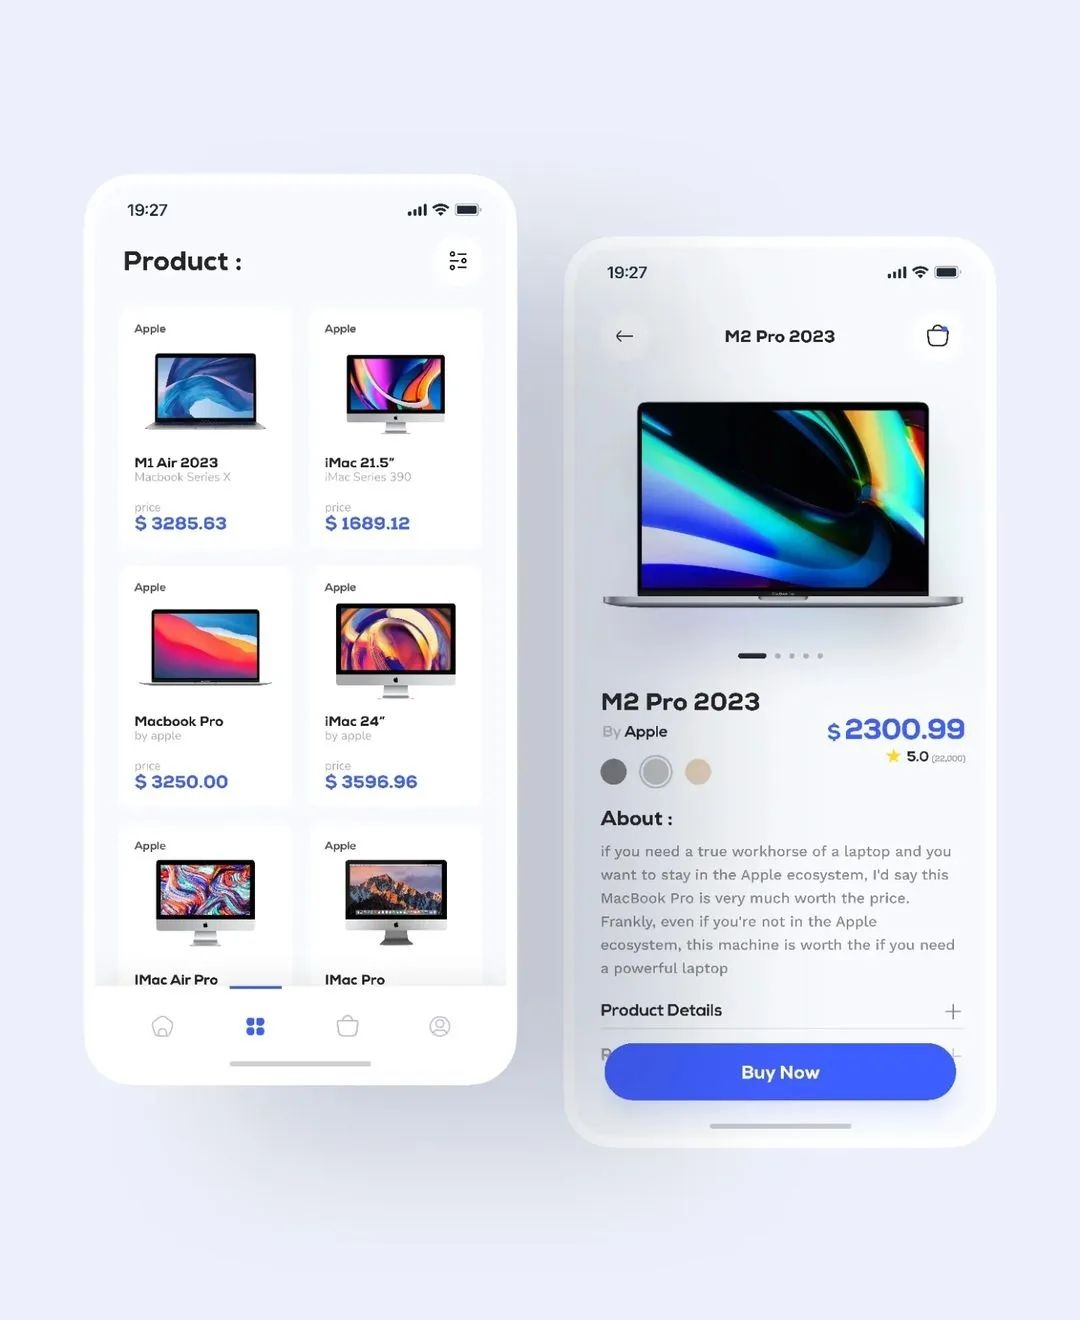 19:27
Product :
Apple
Apple
M1 Air 2023
Macbook Series X
price
$ 3285.63
iMac 21.5"
iMac Series 390
price
$ 1689.12
Apple
Apple
Macbook Pro
by apple
price
$ 3250.00
iMac 24"
by apple
price
$ 3596.96
Apple
Apple
IMac Air Pro
IMac Pro
19:27
M2 Pro 2023
M2 Pro 2023
By Apple
$ 2300.99
5.0 (22,000)
About :
if you need a true workhorse of a laptop and you
want to stay in the Apple ecosystem, I'd say this
MacBook Pro is very much worth the price.
Frankly, even if you're not in the Apple
ecosystem, this machine is worth the if you need
a powerful laptop
Product Details
Buy Now